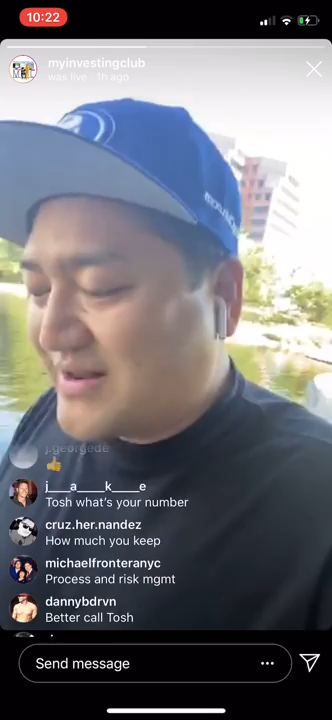 10:22
myinvestingclub
was live · 1h ago
j.georgede
👍
j___a____k____e
Tosh what's your number
cruz.her.nandez
How much you keep
michaelfronteranyc
Process and risk mgmt
dannybdrvn
Better call Tosh
Send message